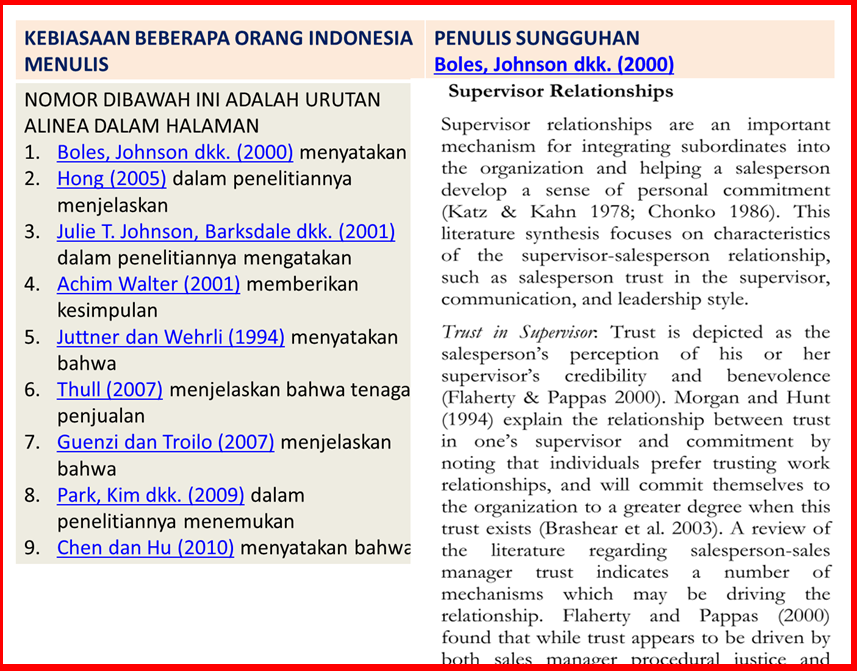 KEBIASAAN BEBERAPA ORANG INDONESIA
MENULIS
NOMOR DIBAWAH INI ADALAH URUTAN
ALINEA DALAM HALAMAN
1. Boles, Johnson dkk. (2000) menyatakan
2. Hong (2005) dalam penelitiannya
menjelaskan
3. Julie T. Johnson, Barksdale dkk. (2001)
dalam penelitiannya mengatakan
4. Achim Walter (2001) memberikan
kesimpulan
5. Juttner dan Wehrli (1994) menyatakan
bahwa
6. Thull (2007) menjelaskan bahwa tenaga
penjualan
7. Guenzi dan Troilo (2007) menjelaskan
bahwa
8. Park, Kim dkk. (2009) dalam
penelitiannya menemukan
9. Chen dan Hu (2010) menyatakan bahwa
PENULIS SUNGGUHAN
Boles, Johnson dkk. (2000)
Supervisor Relationships
Supervisor relationships are an important
mechanism for integrating subordinates into
the organization and helping a salesperson
develop a sense of personal commitment
(Katz & Kahn 1978; Chonko 1986). This
literature synthesis focuses on characteristics
of the supervisor-salesperson relationship,
such as salesperson trust in the supervisor,
communication, and leadership style.
Trust in Supervisor: Trust is depicted as the
salesperson's perception of his or her
supervisor's credibility and benevolence
(Flaherty & Pappas 2000). Morgan and Hunt
(1994) explain the relationship between trust
in one's supervisor and commitment by
noting that individuals prefer trusting work
relationships, and will commit themselves to
the organization to a greater degree when this
trust exists (Brashear et al. 2003). A review of
the literature regarding salesperson-sales
manager trust indicates a number of
mechanisms which may be driving the
relationship. Flaherty and Pappas (2000)
found that while trust appears to be driven by
both sales manager procedural justice and